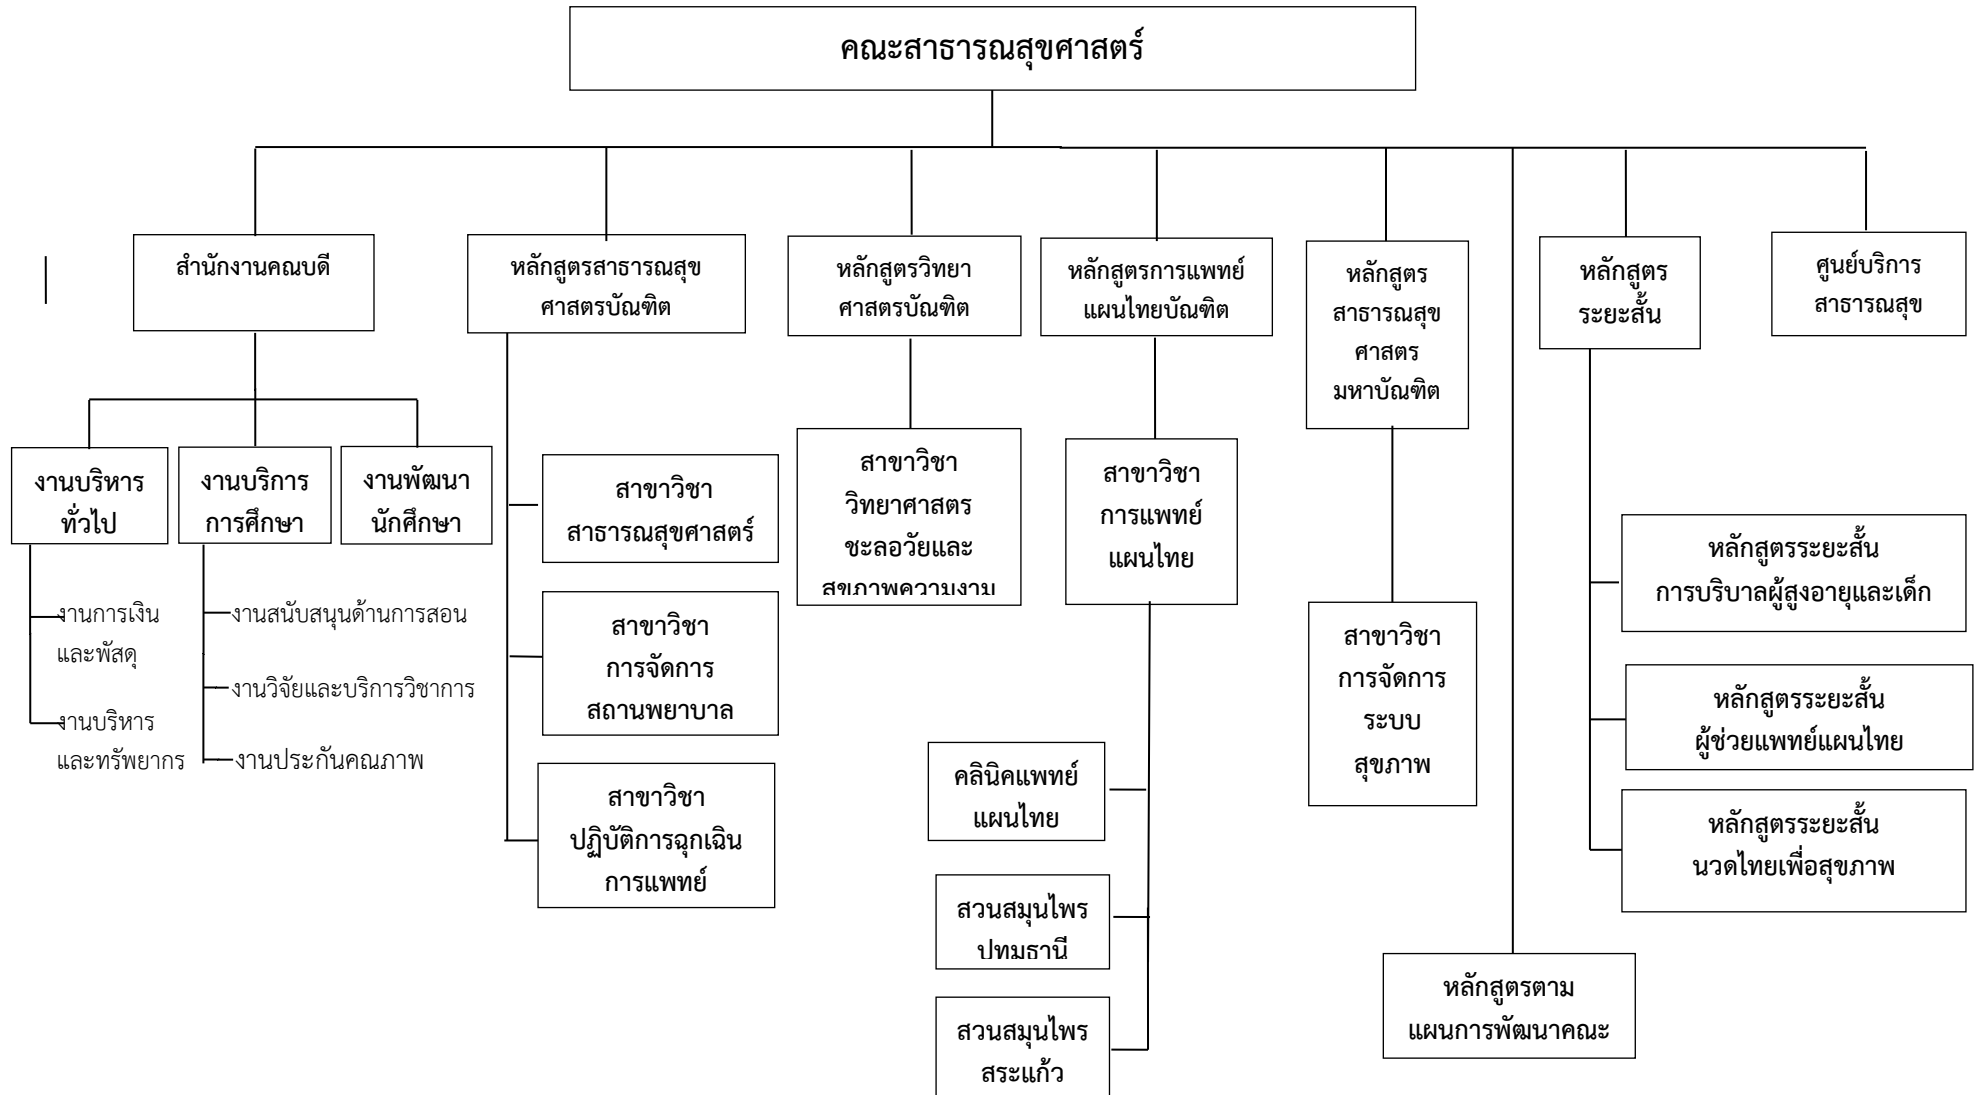 คณะสาธารณสุขศาสตร์
สำนักงานคณบดี
หลักสูตรสาธารณสุข
ศาสตรบัณฑิต
หลักสูตรวิทยา
ศาสตรบัณฑิต
หลักสูตรการแพทย์
แผนไทยบัณฑิต
หลักสูตร
สาธารณสุข
ศาสตร
มหาบัณฑิต
หลักสูตร
ระยะสั้น
ศูนย์บริการ
สาธารณสุข
งานบริหาร
ทั่วไป
งานบริการ
การศึกษา
งานพัฒนา
นักศึกษา
งานการเงิน
และพัสดุ
งานบริหาร
และทรัพยากร
งานสนับสนุนด้านการสอน
งานวิจัยและบริการวิชาการ
งานประกันคุณภาพ
สาขาวิชา
สาธารณสุขศาสตร์
สาขาวิชา
การจัดการ
สถานพยาบาล
สาขาวิชา
ปฏิบัติการฉุกเฉิน
การแพทย์
สาขาวิชา
วิทยาศาสตร์
ชะลอวัยและ
สุขภาพความงาม
สาขาวิชา
การแพทย์
แผนไทย
คลินิคแพทย์
แผนไทย
สวนสมุนไพร
ปทุมธานี
สวนสมุนไพร
สระแก้ว
สาขาวิชา
การจัดการ
ระบบ
สุขภาพ
หลักสูตรตาม
แผนการพัฒนาคณะ
หลักสูตรระยะสั้น
การบริบาลผู้สูงอายุและเด็ก
หลักสูตรระยะสั้น
ผู้ช่วยแพทย์แผนไทย
หลักสูตรระยะสั้น
นวดไทยเพื่อสุขภาพ